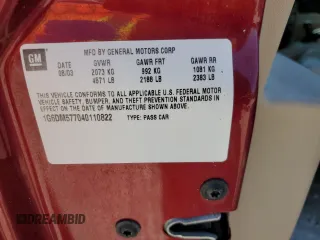 GM
MFG BY GENERAL MOTORS CORP
DATE GVWR GAWR FRT GAWR RR
08/03 2073 KG 992 KG 1081 KG
4571 LB 2188 LB 2383 LB
THIS VEHICLE CONFORMS TO ALL APPLICABLE U.S. FEDERAL MOTOR
VEHICLE SAFETY, BUMPER, AND THEFT PREVENTION STANDARDS IN
EFFECT ON THE DATE OF MANUFACTURE SHOWN ABOVE.
1G6DM577040110822 TYPE: PASS CAR
DREAMBID